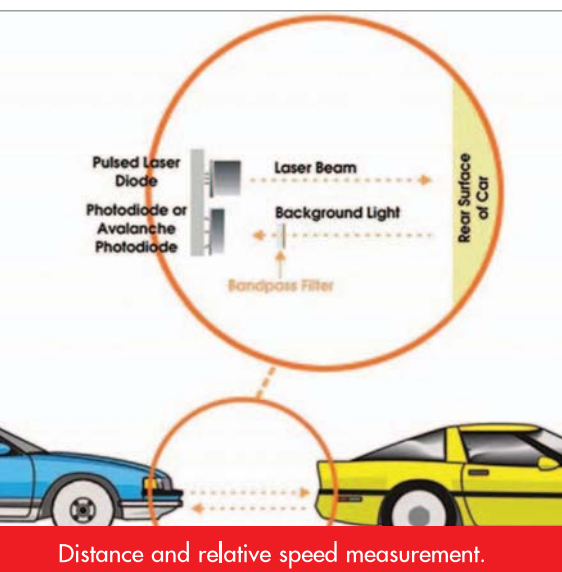 Pulsed Laser
Diode
Laser Beam
Photodiode or
Avalanche
Photodiode
Background Light
Bandpass Filter
Rear Surface
of Car
Distance and relative speed measurement.